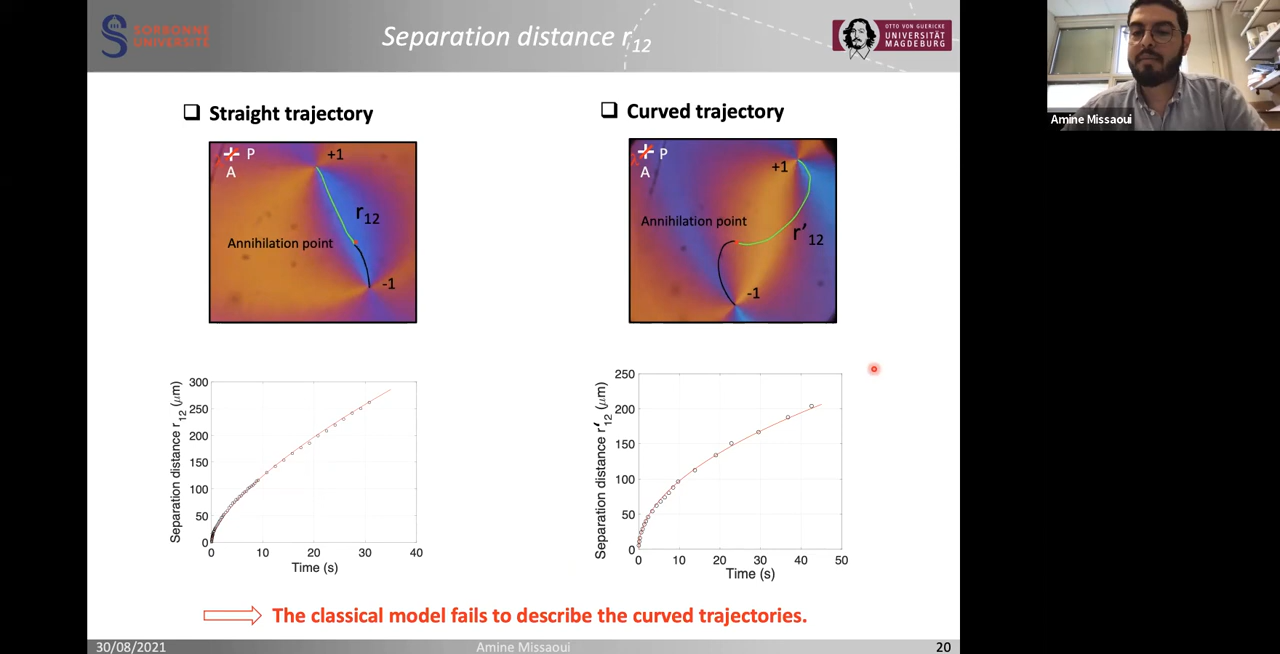 SORBONNE
UNIVERSITÉ
Separation distance r′12
OTTO VON GUERICKE
UNIVERSITÄT
MAGDEBURG
Amine Missaoui
❑ Straight trajectory
❑ Curved trajectory
P
A
+1
r12
Annihilation point
-1
P
A
+1
Annihilation point
r’12
-1
Separation distance r12 (μm)
300
250
200
150
100
50
0
0 10 20 30 40
Time (s)
Separation distance r′12 (μm)
250
200
150
100
50
0
0 10 20 30 40 50
Time (s)
The classical model fails to describe the curved trajectories.
30/08/2021
Amine Missaoui
20